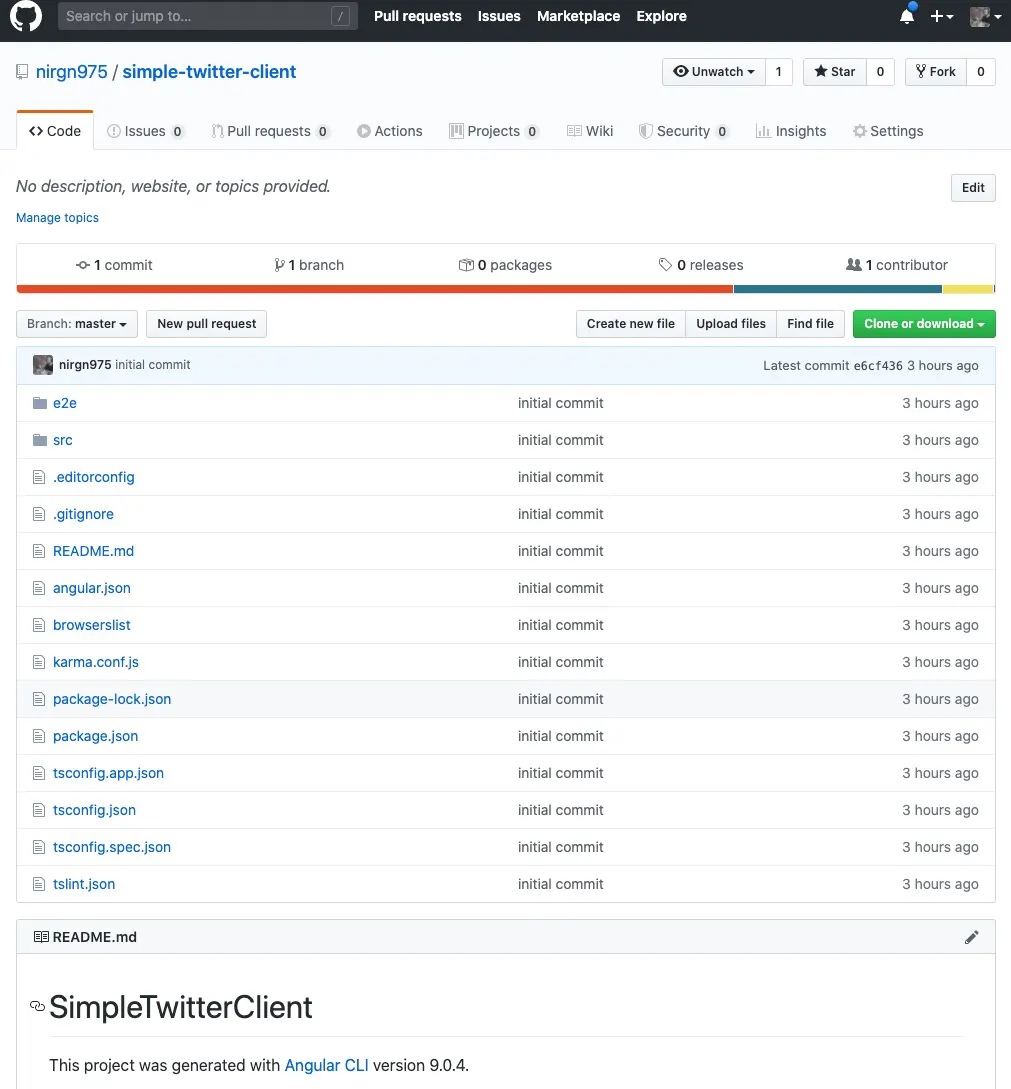 Search or jump to... / Pull requests Issues Marketplace Explore
nirgn975 / simple-twitter-client Unwatch 1 Star 0 Fork 0
Code Issues 0 Pull requests 0 Actions Projects 0 Wiki Security 0 Insights Settings
No description, website, or topics provided. Edit
Manage topics
1 commit 1 branch 0 packages 0 releases 1 contributor
Branch: master New pull request Create new file Upload files Find file Clone or download
nirgn975 initial commit Latest commit e6cf436 3 hours ago
e2e initial commit 3 hours ago
src initial commit 3 hours ago
.editorconfig initial commit 3 hours ago
.gitignore initial commit 3 hours ago
README.md initial commit 3 hours ago
angular.json initial commit 3 hours ago
browserslist initial commit 3 hours ago
karma.conf.js initial commit 3 hours ago
package-lock.json initial commit 3 hours ago
package.json initial commit 3 hours ago
tsconfig.app.json initial commit 3 hours ago
tsconfig.json initial commit 3 hours ago
tsconfig.spec.json initial commit 3 hours ago
tslint.json initial commit 3 hours ago
README.md
SimpleTwitterClient
This project was generated with Angular CLI version 9.0.4.